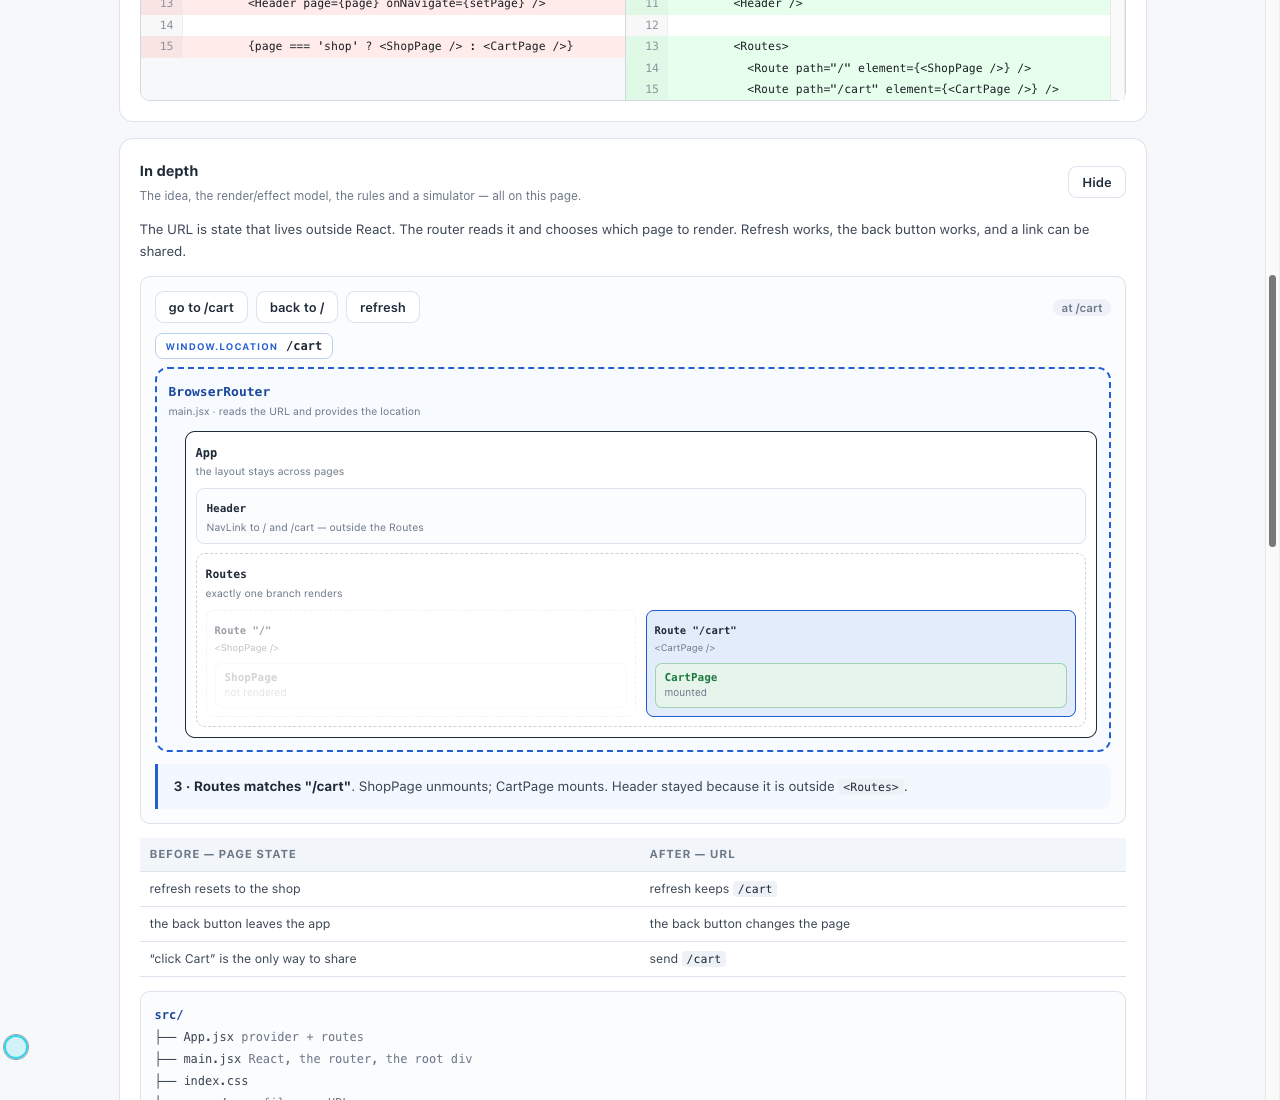 13 <Header page={page} onNavigate={setPage} />
14
15 {page === 'shop' ? <ShopPage /> : <CartPage />}
11 <Header />
12
13 <Routes>
14 <Route path="/" element={<ShopPage />} />
15 <Route path="/cart" element={<CartPage />} />
In depth
The idea, the render/effect model, the rules and a simulator — all on this page.
Hide
The URL is state that lives outside React. The router reads it and chooses which page to render. Refresh works, the back button works, and a link can be
shared.
go to /cart back to / refresh
at /cart
WINDOW.LOCATION /cart
BrowserRouter
main.jsx · reads the URL and provides the location
App
the layout stays across pages
Header
NavLink to / and /cart — outside the Routes
Routes
exactly one branch renders
Route "/"
<ShopPage />
ShopPage
not rendered
Route "/cart"
<CartPage />
CartPage
mounted
3 · Routes matches "/cart". ShopPage unmounts; CartPage mounts. Header stayed because it is outside <Routes> .
BEFORE — PAGE STATE AFTER — URL
refresh resets to the shop refresh keeps /cart
the back button leaves the app the back button changes the page
“click Cart” is the only way to share send /cart
src/
├── App.jsx provider + routes
├── main.jsx React, the router, the root div
├── index.css